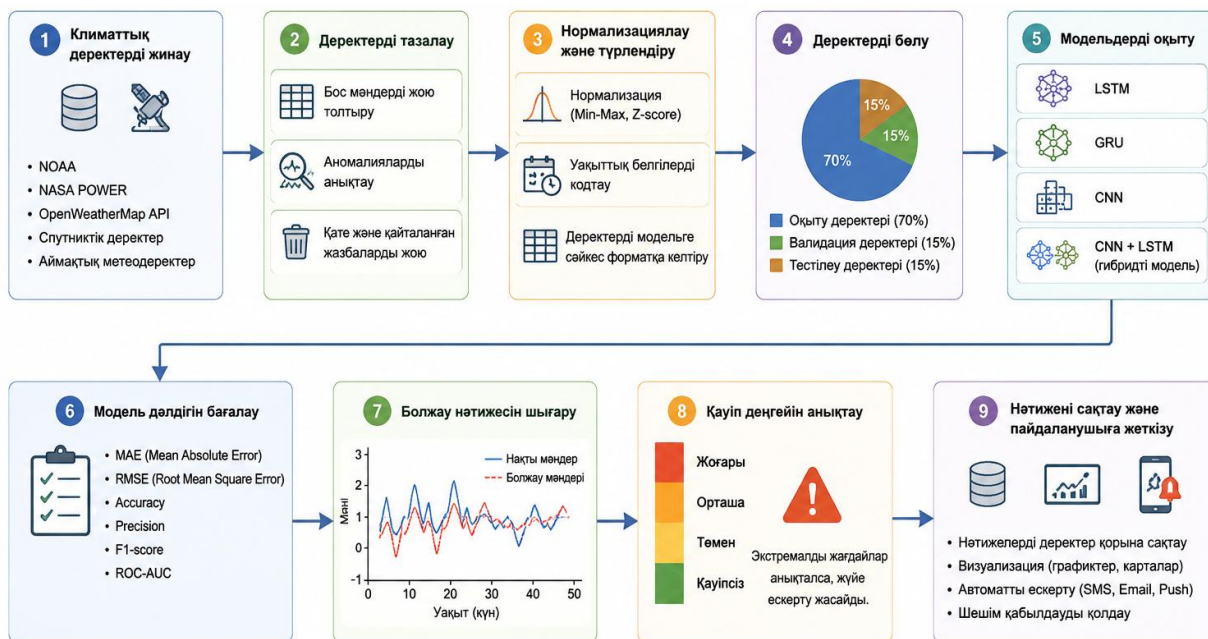 1
Климаттық
деректерді жинау
• NOAA
• NASA POWER
• OpenWeatherMap API
• Спутниктік деректер
• Аймақтық метеодеректер
2
Деректерді тазалау
Бос мәндерді жою
толтыру
Аномалияларды
анықтау
Қате және қайталанған
жазбаларды жою
3
Нормализациялау
және түрлендіру
Нормализация
(Min-Max, Z-score)
Уақыттық белгілерді
кодтау
Деректерді модельге
сәйкес форматқа келтіру
4
Деректерді бөлу
15%
15%
70%
Оқыту деректері (70%)
Валидация деректері (15%)
Тестілеу деректері (15%)
5
Модельдерді оқыту
LSTM
GRU
CNN
CNN + LSTM
(гибридті модель)
6
Модель дәлдігін бағалау
• MAE (Mean Absolute Error)
• RMSE (Root Mean Square Error)
• Accuracy
• Precision
• F1-score
• ROC-AUC
7
Болжау нәтижесін шығару
Нақты мәндер
Болжау мәндері
3
2
1
0
-1
Мәні
0 10 20 30 40 50
Уақыт (күн)
8
Қауіп деңгейін анықтау
Жоғары
Орташа
Төмен
Қауіпсіз
Экстремалды жағдайлар
анықталса, жүйе
ескерту жасайды.
9
Нәтижені сақтау және
пайдаланушыға жеткізу
• Нәтижелерді деректер қорына сақтау
• Визуализация (графиктер, карталар)
• Автоматты ескерту (SMS, Email, Push)
• Шешім қабылдауды қолдау